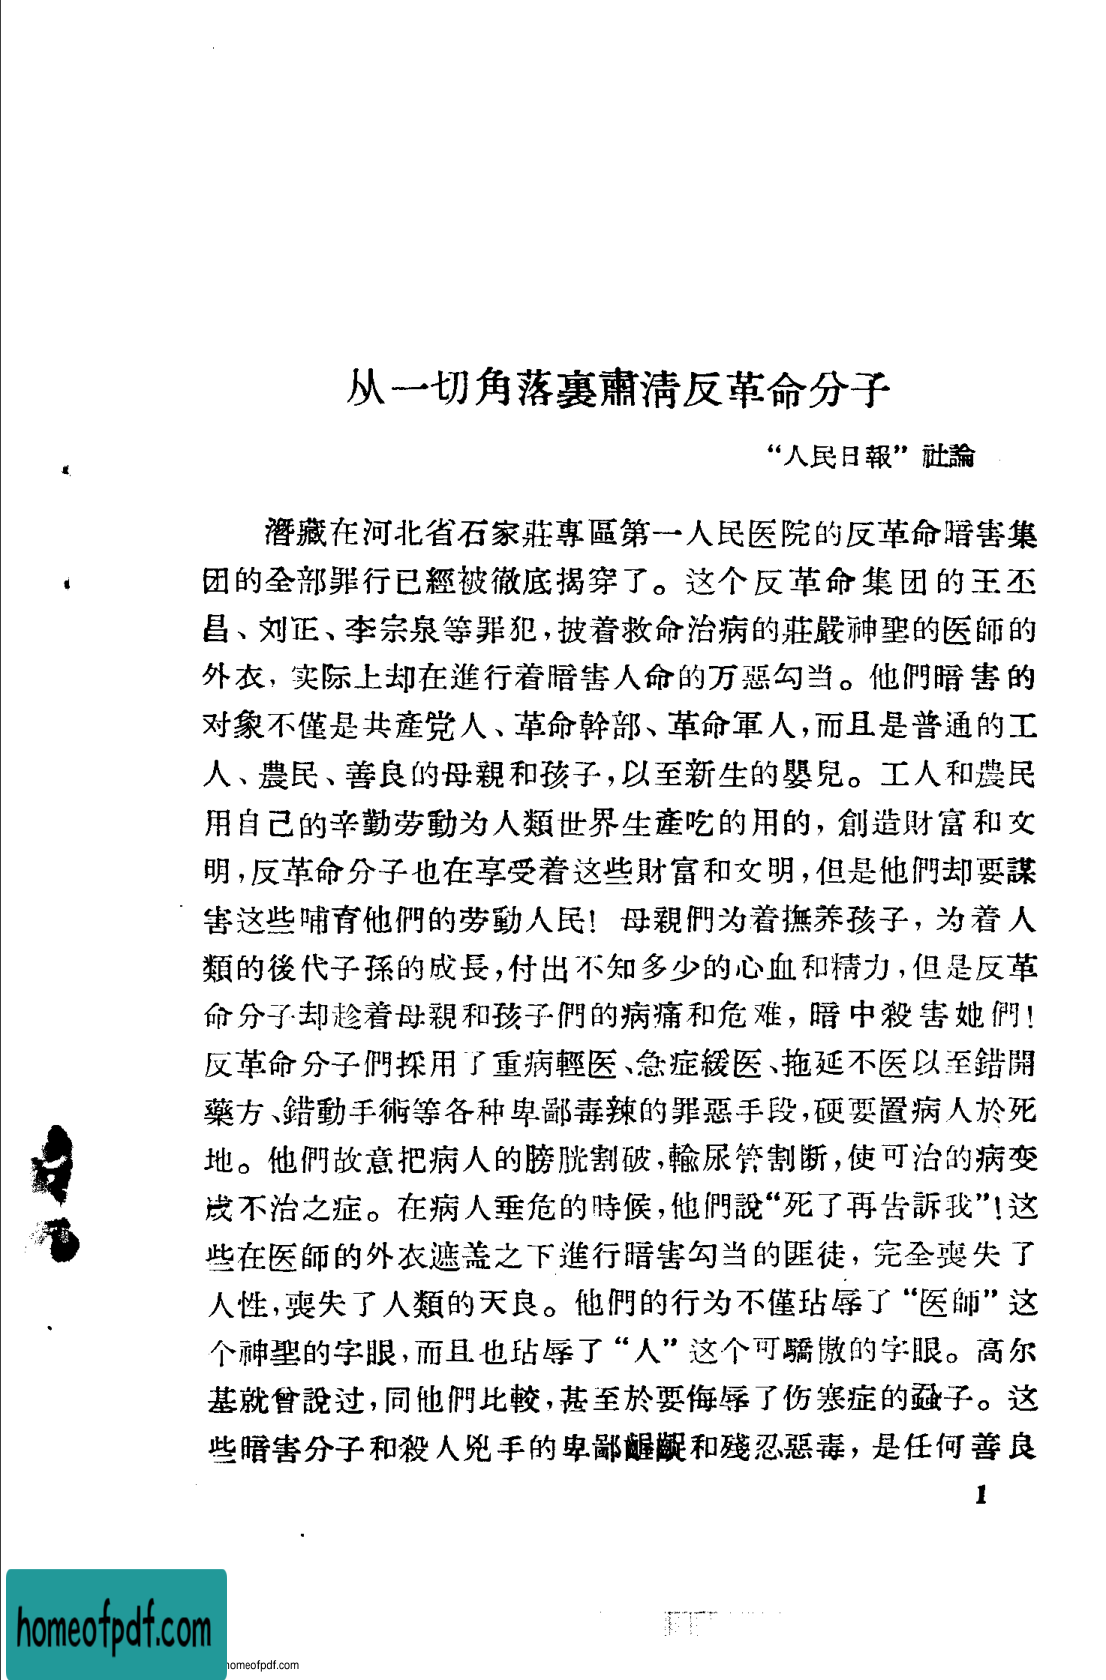 从一切角落裏肅淸反革命分子
“人民日報”社論
潛藏在河北省石家莊專區第一人民医院的反革命暗害集
团的全部罪行已經被徹底揭穿了。这个反革命集团的王丕
昌、刘正、李宗泉等罪犯,披着救命治病的莊嚴神聖的医師的
外衣,实际上却在進行着暗害人命的万惡勾当。他們暗害的
对象不僅是共產党人、革命幹部、革命軍人,而且是普通的工
人、農民、善良的母親和孩子,以至新生的嬰兒。工人和農民
用自己的辛勤劳動为人類世界生產吃的用的,創造財富和文
明,反革命分子也在享受着这些財富和文明,但是他們却要謀
害这些哺育他們的劳動人民!母親們为着撫养孩子,为着人
類的後代子孫的成長,付出不知多少的心血和精力,但是反革
命分子却趁着母親和孩子們的病痛和危难,暗中殺害她們!
反革命分子們採用了重病輕医、急症緩医、拖延不医以至錯開
藥方、錯動手術等各种卑鄙毒辣的罪惡手段,硬要置病人於死
地。他們故意把病人的膀胱割破,輸尿管割断,使可治的病变
成不治之症。在病人垂危的時候,他們說“死了再告訴我”!这
些在医師的外衣遮盖之下進行暗害勾当的匪徒,完全喪失了
人性,喪失了人類的天良。他們的行为不僅玷辱了“医師”这
个神聖的字眼,而且也玷辱了“人”这个可驕傲的字眼。高尔
基就曾說过,同他們比較,甚至於要侮辱了伤寒症的蝨子。这
些暗害分子和殺人兇手的卑鄙齷齪和殘忍惡毒,是任何善良
1
homeofpdf.com
homeofpdf.com